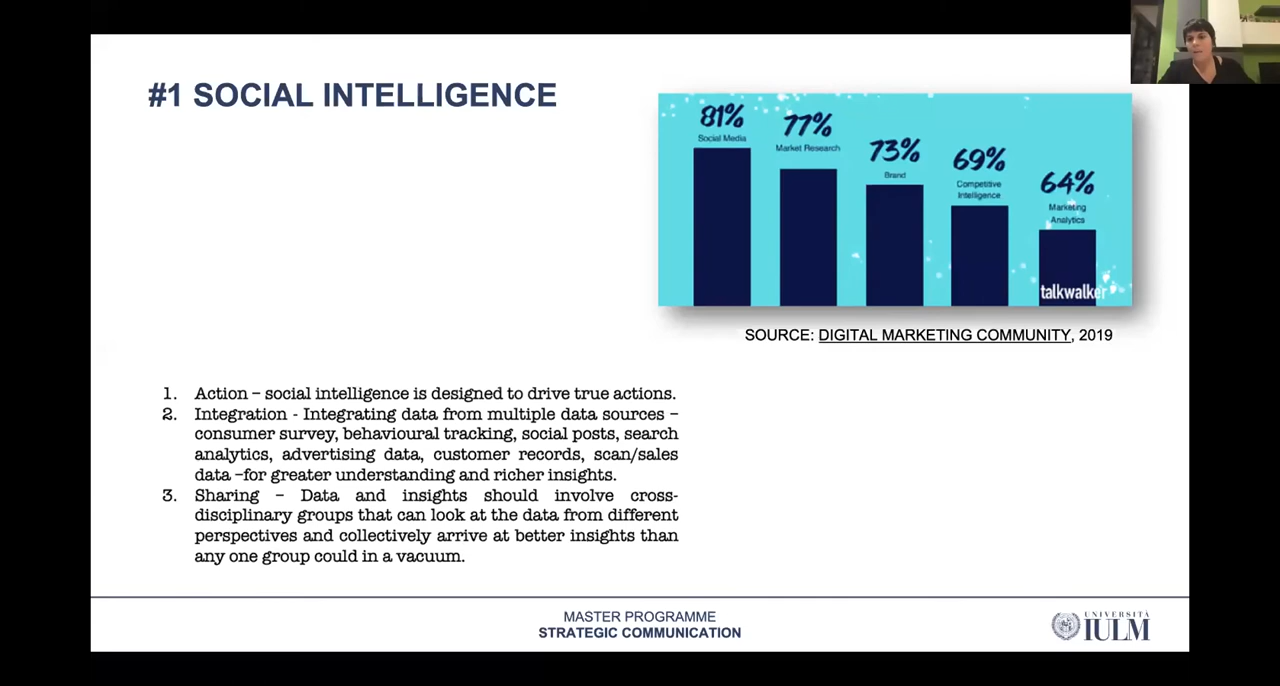 #1 SOCIAL INTELLIGENCE
81%
Social Media
77%
Market Research
73%
Brand
69%
Competitive
Intelligence
64%
Marketing
Analytics
talkwalker
SOURCE: DIGITAL MARKETING COMMUNITY, 2019
1. Action – social intelligence is designed to drive true actions.
2. Integration - Integrating data from multiple data sources –
consumer survey, behavioural tracking, social posts, search
analytics, advertising data, customer records, scan/sales
data –for greater understanding and richer insights.
3. Sharing – Data and insights should involve cross-
disciplinary groups that can look at the data from different
perspectives and collectively arrive at better insights than
any one group could in a vacuum.
MASTER PROGRAMME
STRATEGIC COMMUNICATION
UNIVERSITÀ
IULM